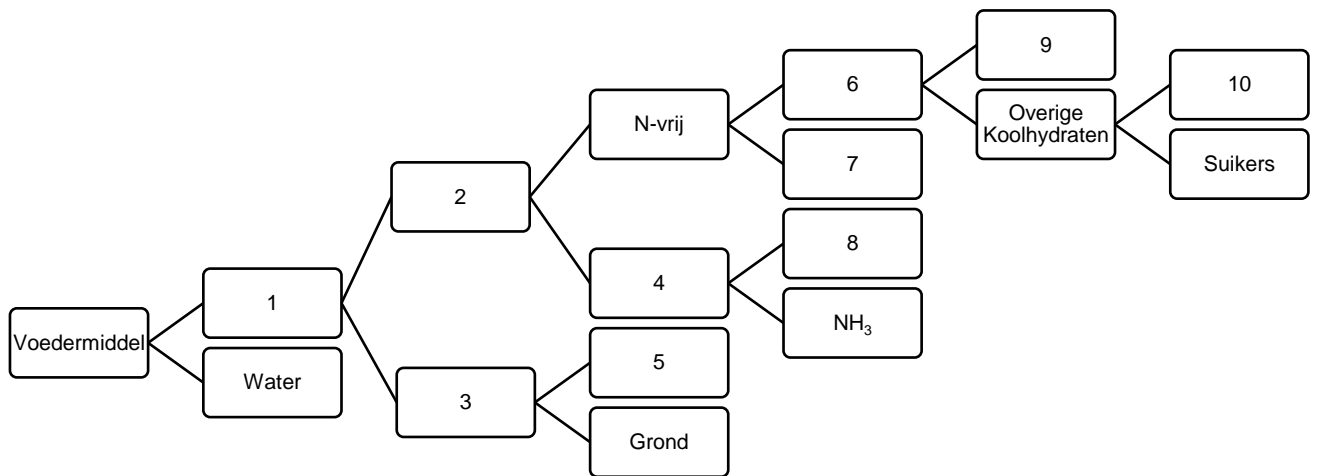 9
6
10
N-vrij
Overige
Koolhydraten
7
Suikers
2
8
4
1
NH₃
Voedermiddel
5
Water
3
Grond